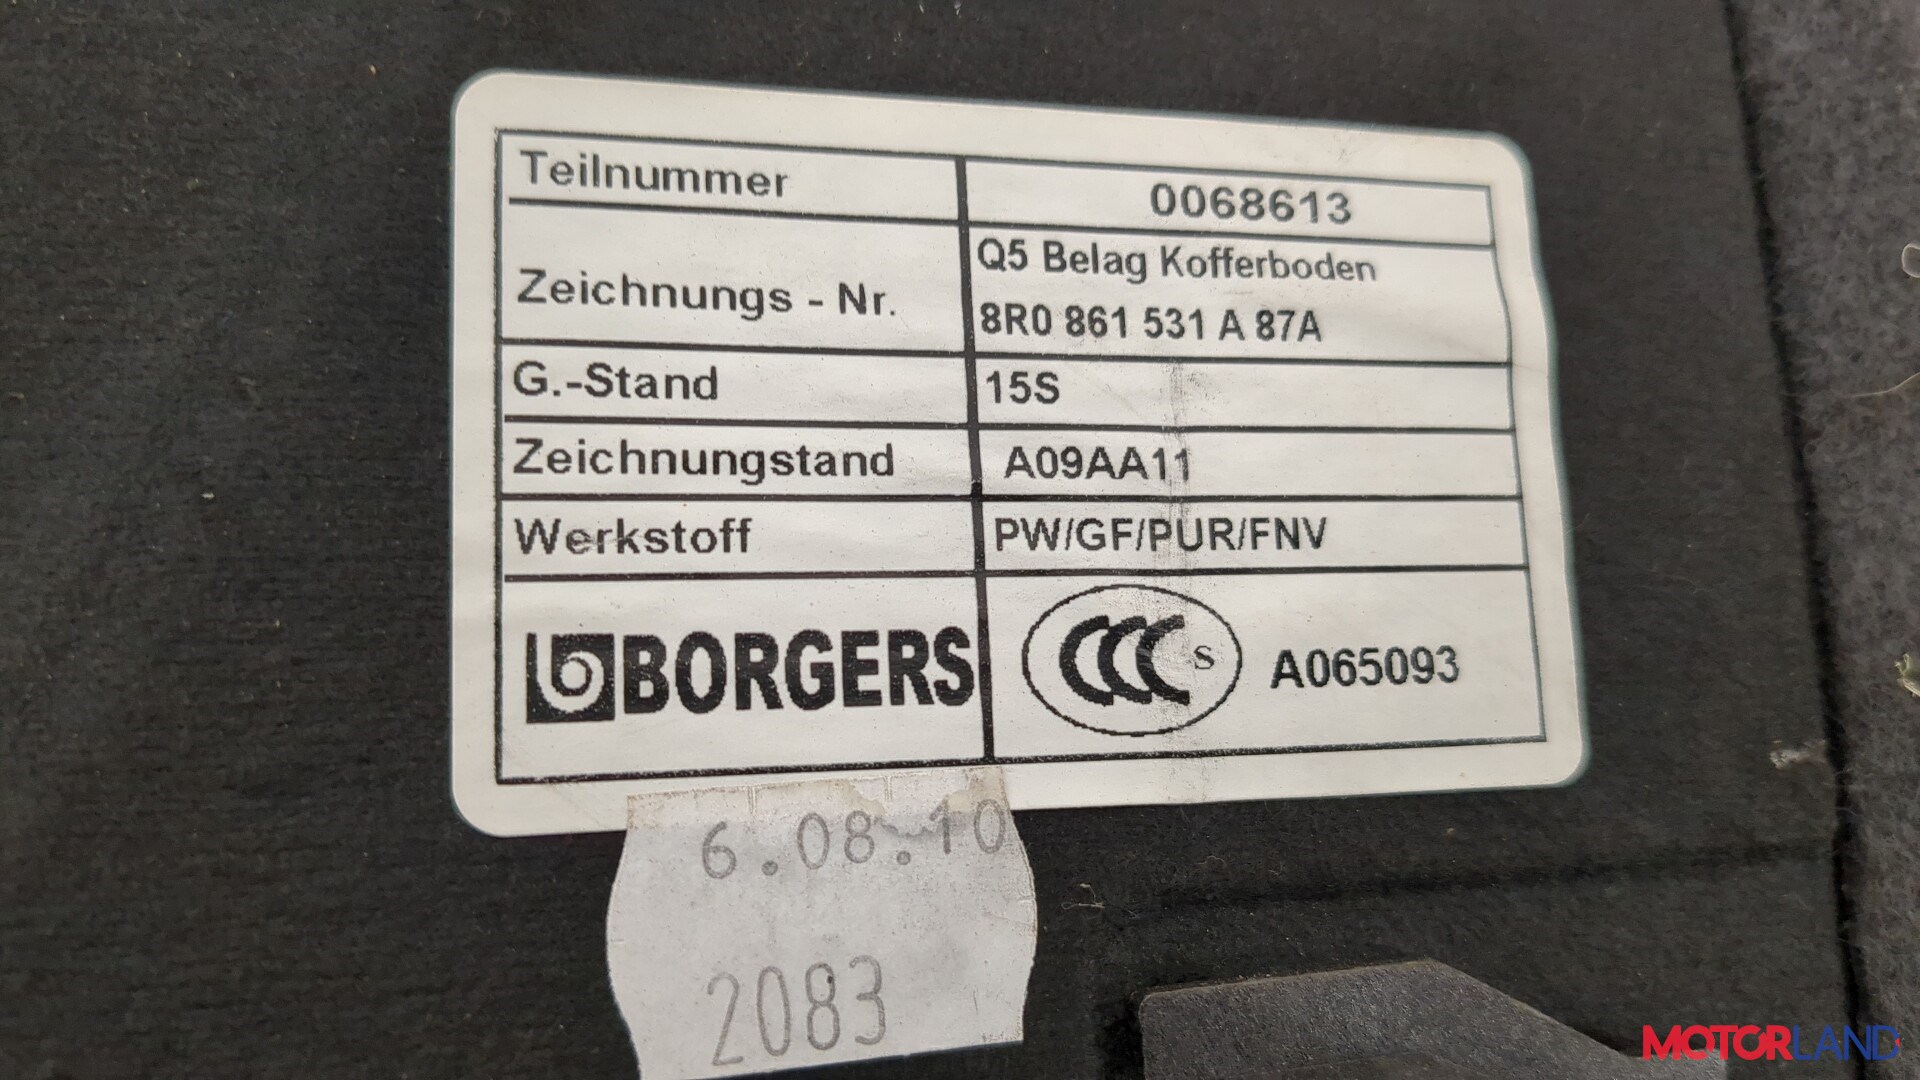 Teilnummer 0068613
Zeichnungs - Nr. Q5 Belag Kofferboden
8R0 861 531 A 87A
G.-Stand 15S
Zeichnungstand A09AA11
Werkstoff PW/GF/PUR/FNV
BORGERS CCC S A065093
6.08.10
2083
MOTORLAND